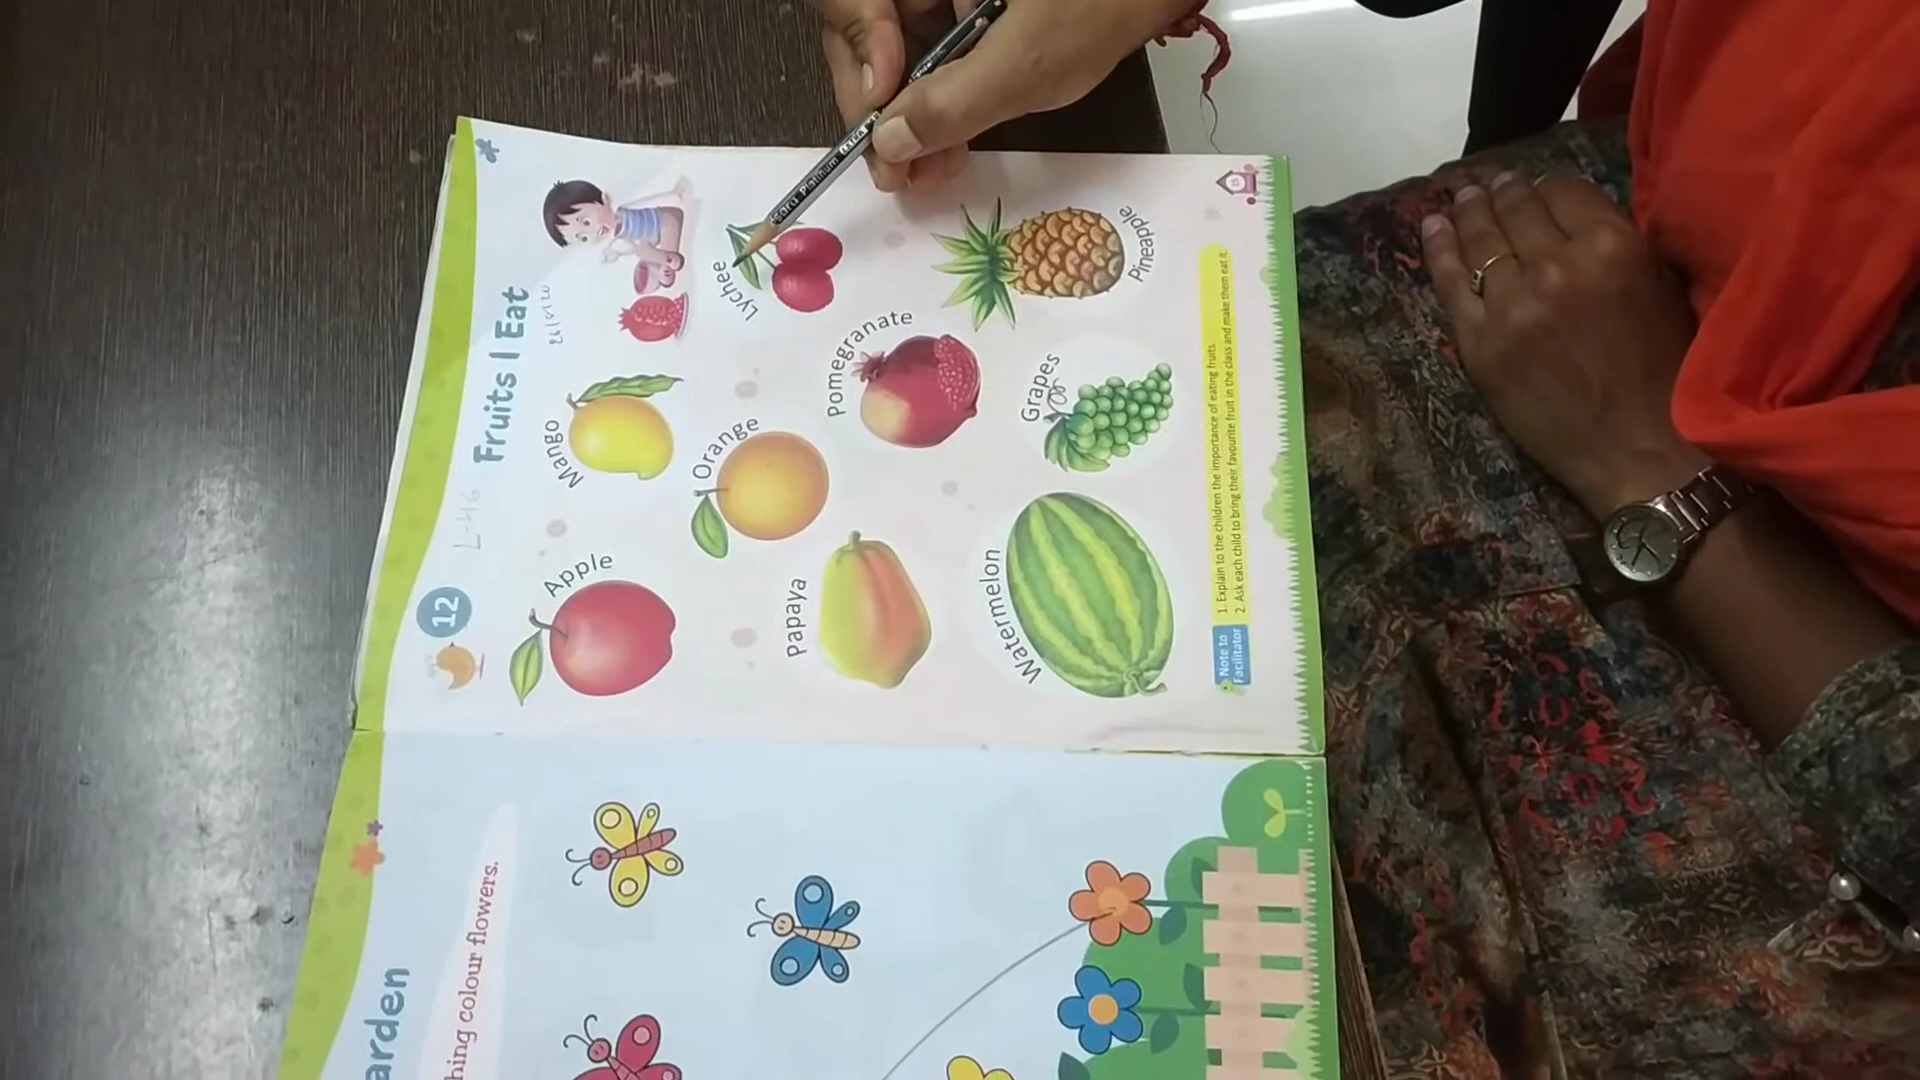 12
Fruits I Eat
L-46
Apple
Mango
Orange
Lychee
Papaya
Pomegranate
Watermelon
Grapes
Pineapple
Note to
Facilitator
1. Explain to the children the importance of eating fruits.
2. Ask each child to bring their favourite fruit in the class and make them eat it.
Platinum
arden
hing colour flowers.